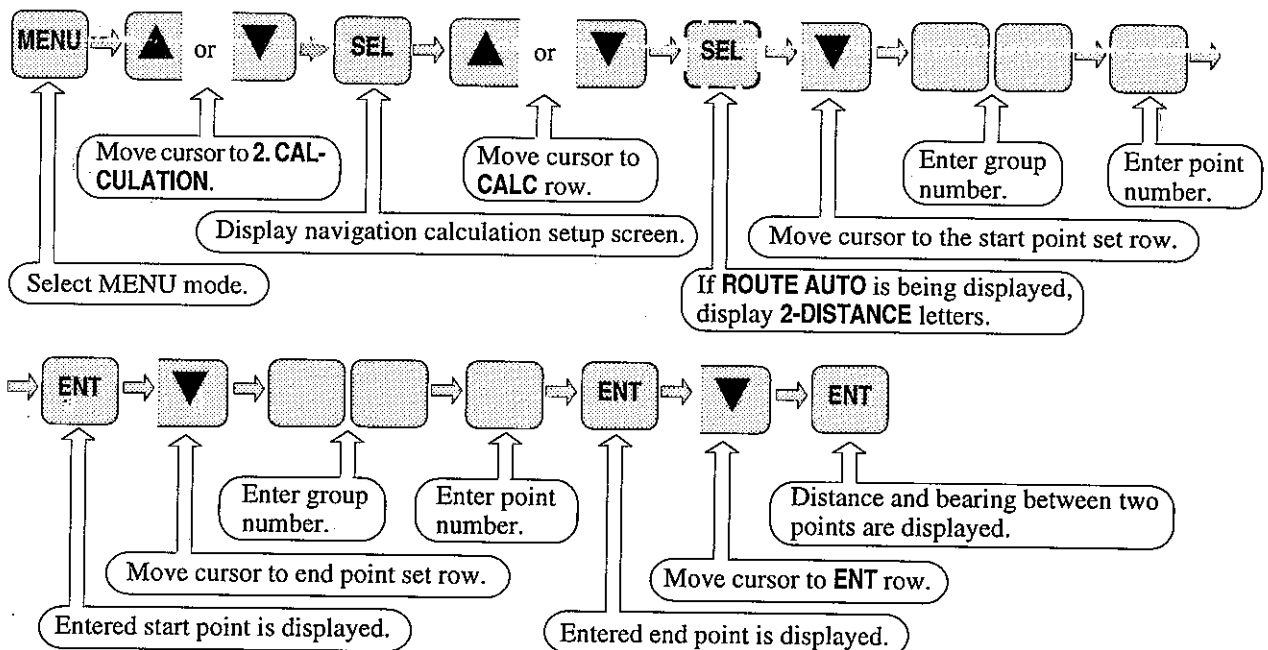 MENU or SEL or SEL
Move cursor to 2. CAL-
CULATION.
Move cursor to
CALC row.
Enter group
number.
Enter point
number.
Display navigation calculation setup screen.
Move cursor to the start point set row.
Select MENU mode.
If ROUTE AUTO is being displayed,
display 2-DISTANCE letters.
ENT ENT ENT
Enter group
number.
Enter point
number.
Distance and bearing between two
points are displayed.
Move cursor to end point set row.
Move cursor to ENT row.
Entered start point is displayed.
Entered end point is displayed.